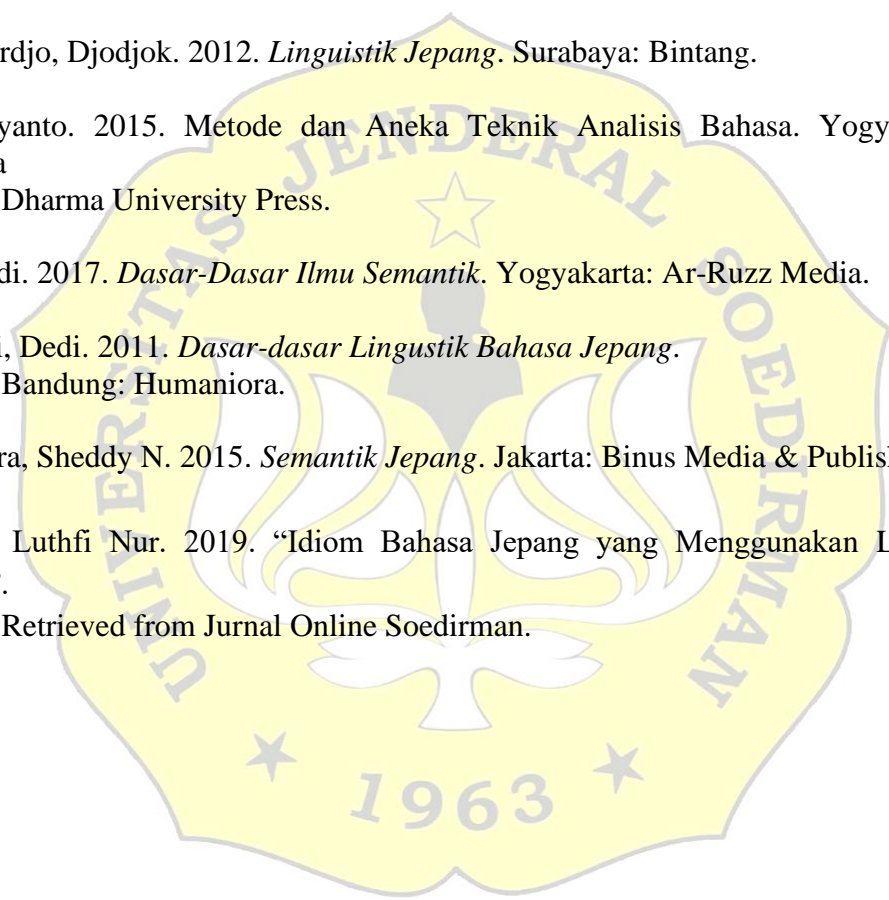 rdjo, Djodjok. 2012. Linguistik Jepang. Surabaya: Bintang.
yanto. 2015. Metode dan Aneka Teknik Analisis Bahasa. Yogy
a
Dharma University Press.
di. 2017. Dasar-Dasar Ilmu Semantik. Yogyakarta: Ar-Ruzz Media.
i, Dedi. 2011. Dasar-dasar Lingustik Bahasa Jepang.
Bandung: Humaniora.
ra, Sheddy N. 2015. Semantik Jepang. Jakarta: Binus Media & Publis
Luthfi Nur. 2019. “Idiom Bahasa Jepang yang Menggunakan L
.
Retrieved from Jurnal Online Soedirman.
UNIVERSITAS JENDERAL SOEDIRMAN
1963